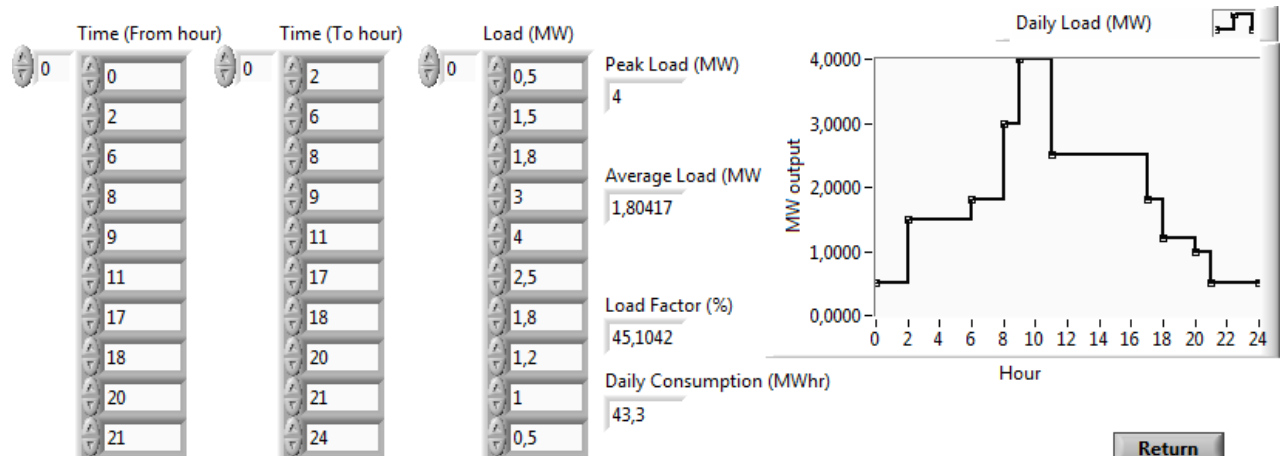 Time (From hour) Time (To hour) Load (MW) Daily Load (MW)
0 0 0 0 2 0,5 Peak Load (MW) 4,0000
2 6 1,5 4
6 8 1,8 3,0000
8 9 3 Average Load (MW 2,0000
9 11 4 1,80417 MW output
11 17 2,5 1,0000
17 18 1,8 Load Factor (%) 0,0000
18 20 1,2 45,1042 0 2 4 6 8 10 12 14 16 18 20 22 24
20 21 1 Daily Consumption (MWhr) Hour
21 24 0,5 43,3
Return